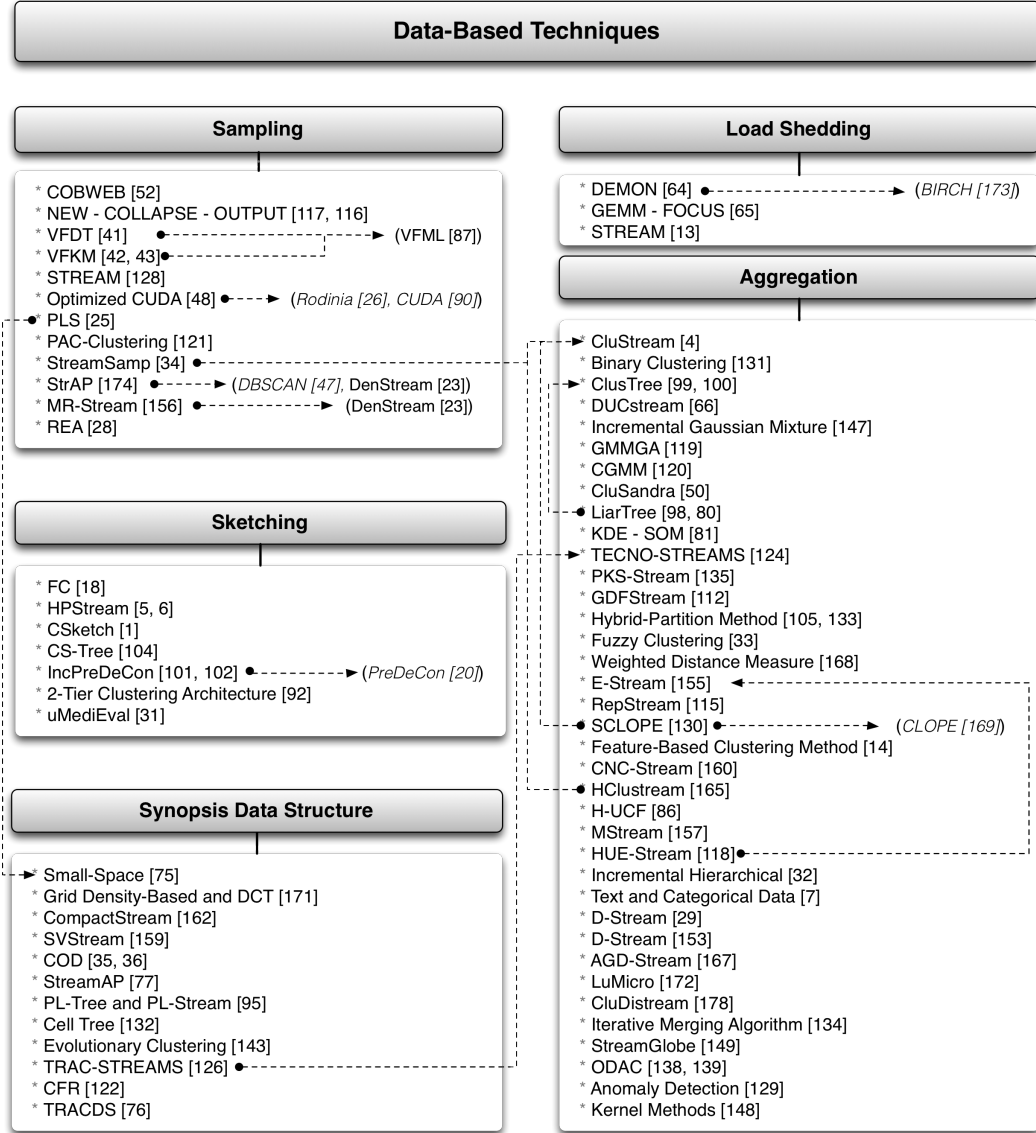 Data-Based Techniques
Sampling
* COBWEB [52]
* NEW - COLLAPSE - OUTPUT [117, 116]
* VFDT [41] (VFML [87])
* VFKM [42, 43]
* STREAM [128]
* Optimized CUDA [48] (Rodinia [26], CUDA [90])
* PLS [25]
* PAC-Clustering [121]
* StreamSamp [34]
* StrAP [174] (DBSCAN [47], DenStream [23])
* MR-Stream [156] (DenStream [23])
* REA [28]
Sketching
* FC [18]
* HPStream [5, 6]
* CSketch [1]
* CS-Tree [104]
* IncPreDeCon [101, 102] (PreDeCon [20])
* 2-Tier Clustering Architecture [92]
* uMediEval [31]
Synopsis Data Structure
* Small-Space [75]
* Grid Density-Based and DCT [171]
* CompactStream [162]
* SVStream [159]
* COD [35, 36]
* StreamAP [77]
* PL-Tree and PL-Stream [95]
* Cell Tree [132]
* Evolutionary Clustering [143]
* TRAC-STREAMS [126]
* CFR [122]
* TRACDS [76]
Load Shedding
* DEMON [64] (BIRCH [173])
* GEMM - FOCUS [65]
* STREAM [13]
Aggregation
* CluStream [4]
* Binary Clustering [131]
* ClusTree [99, 100]
* DUCstream [66]
* Incremental Gaussian Mixture [147]
* GMMGA [119]
* CGMM [120]
* CluSandra [50]
* LiarTree [98, 80]
* KDE - SOM [81]
* TECNO-STREAMS [124]
* PKS-Stream [135]
* GDFStream [112]
* Hybrid-Partition Method [105, 133]
* Fuzzy Clustering [33]
* Weighted Distance Measure [168]
* E-Stream [155]
* RepStream [115]
* SCLOPE [130] (CLOPE [169])
* Feature-Based Clustering Method [14]
* CNC-Stream [160]
* HClustream [165]
* H-UCF [86]
* MStream [157]
* HUE-Stream [118]
* Incremental Hierarchical [32]
* Text and Categorical Data [7]
* D-Stream [29]
* D-Stream [153]
* AGD-Stream [167]
* LuMicro [172]
* CluDistream [178]
* Iterative Merging Algorithm [134]
* StreamGlobe [149]
* ODAC [138, 139]
* Anomaly Detection [129]
* Kernel Methods [148]